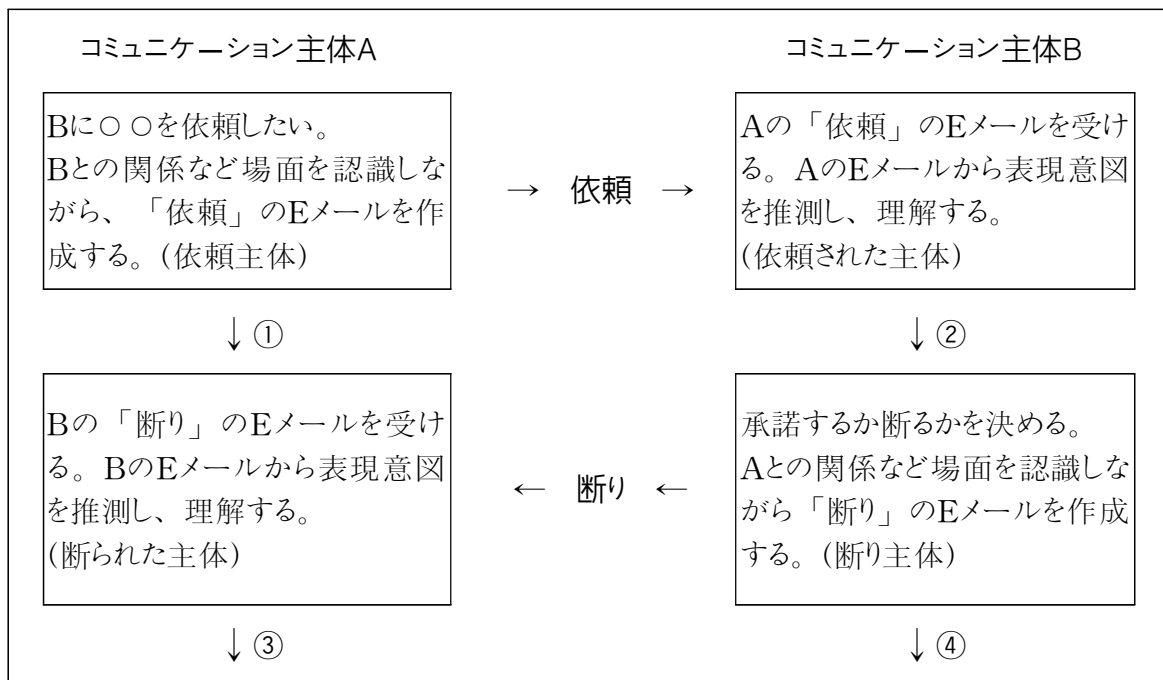 コミュニケーション主体A
コミュニケーション主体B
Bに○ ○を依頼したい。
Bとの関係など場面を認識しな
がら、「依頼」のEメールを作
成する。(依頼主体)
→ 依頼 →
Aの「依頼」のEメールを受け
る。AのEメールから表現意図
を推測し、理解する。
(依頼された主体)
↓ ①
↓ ②
Bの「断り」のEメールを受け
る。BのEメールから表現意図
を推測し、理解する。
(断られた主体)
← 断り ←
承諾するか断るかを決める。
Aとの関係など場面を認識しな
がら「断り」のEメールを作成
する。(断り主体)
↓ ③
↓ ④